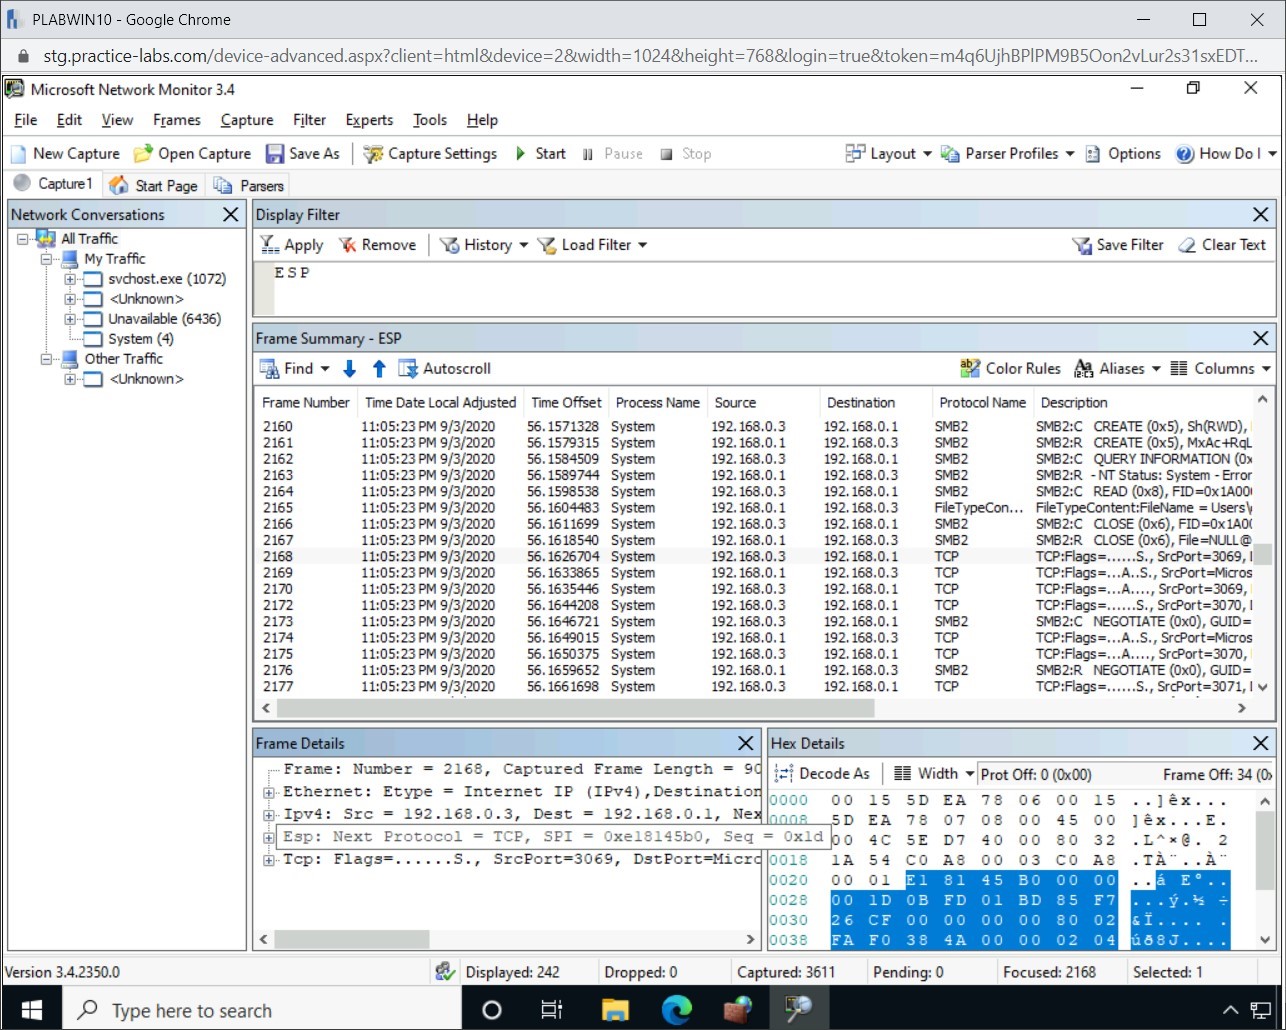 PLABWIN10 - Google Chrome
stg.practice-labs.com/device-advanced.aspx?client=html&device=2&width=1024&height=768&login=true&token=m4q6UjhBPlPM9B5Oon2vLur2s31sxEDT...
Microsoft Network Monitor 3.4
File Edit View Frames Capture Filter Experts Tools Help
New Capture Open Capture Save As Capture Settings Start Pause Stop Layout Parser Profiles Options How Do I
Capture1 Start Page Parsers
Network Conversations
All Traffic
My Traffic
svchost.exe (1072)
<Unknown>
Unavailable (6436)
System (4)
Other Traffic
<Unknown>
Display Filter
Apply Remove History Load Filter Save Filter Clear Text
ESP
Frame Summary - ESP
Find Autoscroll Color Rules Aliases Columns
Frame Number Time Date Local Adjusted Time Offset Process Name Source Destination Protocol Name Description
2160 11:05:23 PM 9/3/2020 56.1571328 System 192.168.0.3 192.168.0.1 SMB2 SMB2:C CREATE (0x5), Sh(RWD),
2161 11:05:23 PM 9/3/2020 56.1579315 System 192.168.0.1 192.168.0.3 SMB2 SMB2:R CREATE (0x5), MxAc+RqL
2162 11:05:23 PM 9/3/2020 56.1584509 System 192.168.0.3 192.168.0.1 SMB2 SMB2:C QUERY INFORMATION (0x
2163 11:05:23 PM 9/3/2020 56.1589744 System 192.168.0.1 192.168.0.3 SMB2 SMB2:R - NT Status: System - Error
2164 11:05:23 PM 9/3/2020 56.1598538 System 192.168.0.3 192.168.0.1 SMB2 SMB2:C READ (0x8), FID=0x1A00
2165 11:05:23 PM 9/3/2020 56.1604483 System 192.168.0.1 192.168.0.3 FileTypeCon... FileTypeContent:FileName = Users\
2166 11:05:23 PM 9/3/2020 56.1611699 System 192.168.0.3 192.168.0.1 SMB2 SMB2:C CLOSE (0x6), FID=0x1A00
2167 11:05:23 PM 9/3/2020 56.1618540 System 192.168.0.1 192.168.0.3 SMB2 SMB2:R CLOSE (0x6), File=NULL@
2168 11:05:23 PM 9/3/2020 56.1626704 System 192.168.0.3 192.168.0.1 TCP TCP:Flags=......S., SrcPort=3069,
2169 11:05:23 PM 9/3/2020 56.1633865 System 192.168.0.1 192.168.0.3 TCP TCP:Flags=...A..S., SrcPort=Micros
2170 11:05:23 PM 9/3/2020 56.1635446 System 192.168.0.3 192.168.0.1 TCP TCP:Flags=...A...., SrcPort=3069,
2172 11:05:23 PM 9/3/2020 56.1644208 System 192.168.0.3 192.168.0.1 TCP TCP:Flags=......S., SrcPort=3070,
2173 11:05:23 PM 9/3/2020 56.1646721 System 192.168.0.3 192.168.0.1 SMB2 SMB2:C NEGOTIATE (0x0), GUID=
2174 11:05:23 PM 9/3/2020 56.1649015 System 192.168.0.1 192.168.0.3 TCP TCP:Flags=...A..S., SrcPort=Micros
2175 11:05:23 PM 9/3/2020 56.1650375 System 192.168.0.3 192.168.0.1 TCP TCP:Flags=...A...., SrcPort=3070,
2176 11:05:23 PM 9/3/2020 56.1659652 System 192.168.0.1 192.168.0.3 SMB2 SMB2:R NEGOTIATE (0x0), GUID=
2177 11:05:23 PM 9/3/2020 56.1661698 System 192.168.0.3 192.168.0.1 TCP TCP:Flags=......S., SrcPort=3071,
Frame Details
Frame: Number = 2168, Captured Frame Length = 90
Ethernet: Etype = Internet IP (IPv4),Destination
Ipv4: Src = 192.168.0.3, Dest = 192.168.0.1, Nex
Esp: Next Protocol = TCP, SPI = 0xe18145b0, Seq = 0x1d
Tcp: Flags=......S., SrcPort=3069, DstPort=Micro
Hex Details
Decode As Width Prot Off: 0 (0x00) Frame Off: 34 (0x
0000 00 15 5D EA 78 06 00 15 ..]êx...
0008 5D EA 78 07 08 00 45 00 ]êx...E.
00 4C 5E D7 40 00 80 32 .L^×@. 2
0018 1A 54 C0 A8 00 03 C0 A8 .TÀ¨..À¨
0020 00 01 E1 81 45 B0 00 00 ..á E°..
0028 00 1D 0B FD 01 BD 85 F7 ...ý.½ ÷
0030 26 CF 00 00 00 00 80 02 &Ï.... .
0038 FA F0 38 4A 00 00 02 04 úð8J....
Version 3.4.2350.0 Displayed: 242 Dropped: 0 Captured: 3611 Pending: 0 Focused: 2168 Selected: 1
Type here to search